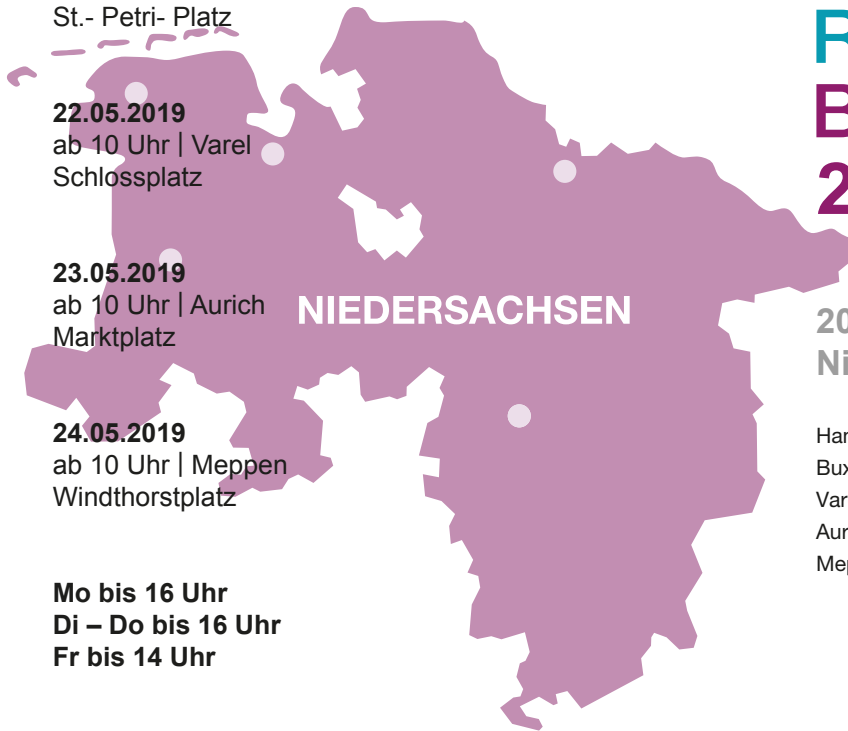 St.- Petri- Platz
22.05.2019
ab 10 Uhr | Varel
Schlossplatz
23.05.2019
ab 10 Uhr | Aurich
Marktplatz
24.05.2019
ab 10 Uhr | Meppen
Windthorstplatz
Mo bis 16 Uhr
Di – Do bis 16 Uhr
Fr bis 14 Uhr
NIEDERSACHSEN
R
B
2
20
Ni
Bux
Var
Aur
Mep